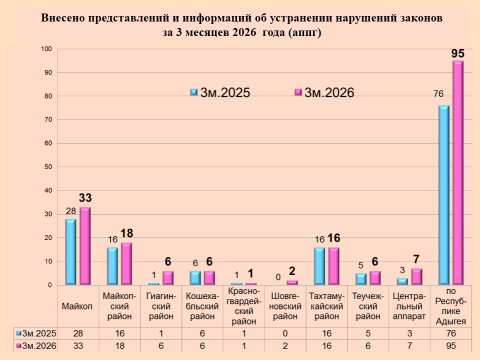 Внесено представлений и информаций об устранении нарушений законов
за 3 месяцев 2026 года (аппг)
100
90
80
70
60
50
40
30
20
10
0
3м.2025 3м.2026
28 33
16 18
1 6
6 6
1 1
0 2
16 16
5 6
3 7
76 95
Майкоп
Майкоп-
ский
район
Гиагин-
ский
район
Кошеха-
бльский
район
Красно-
гвардей-
ский
район
Шовге-
новский
район
Тахтаму-
кайский
район
Теучеж-
ский
район
Центра-
льный
аппарат
по
Респуб-
лике
Адыгея
3м.2025 28 16 1 6 1 0 16 5 3 76
3м.2026 33 18 6 6 1 2 16 6 7 95